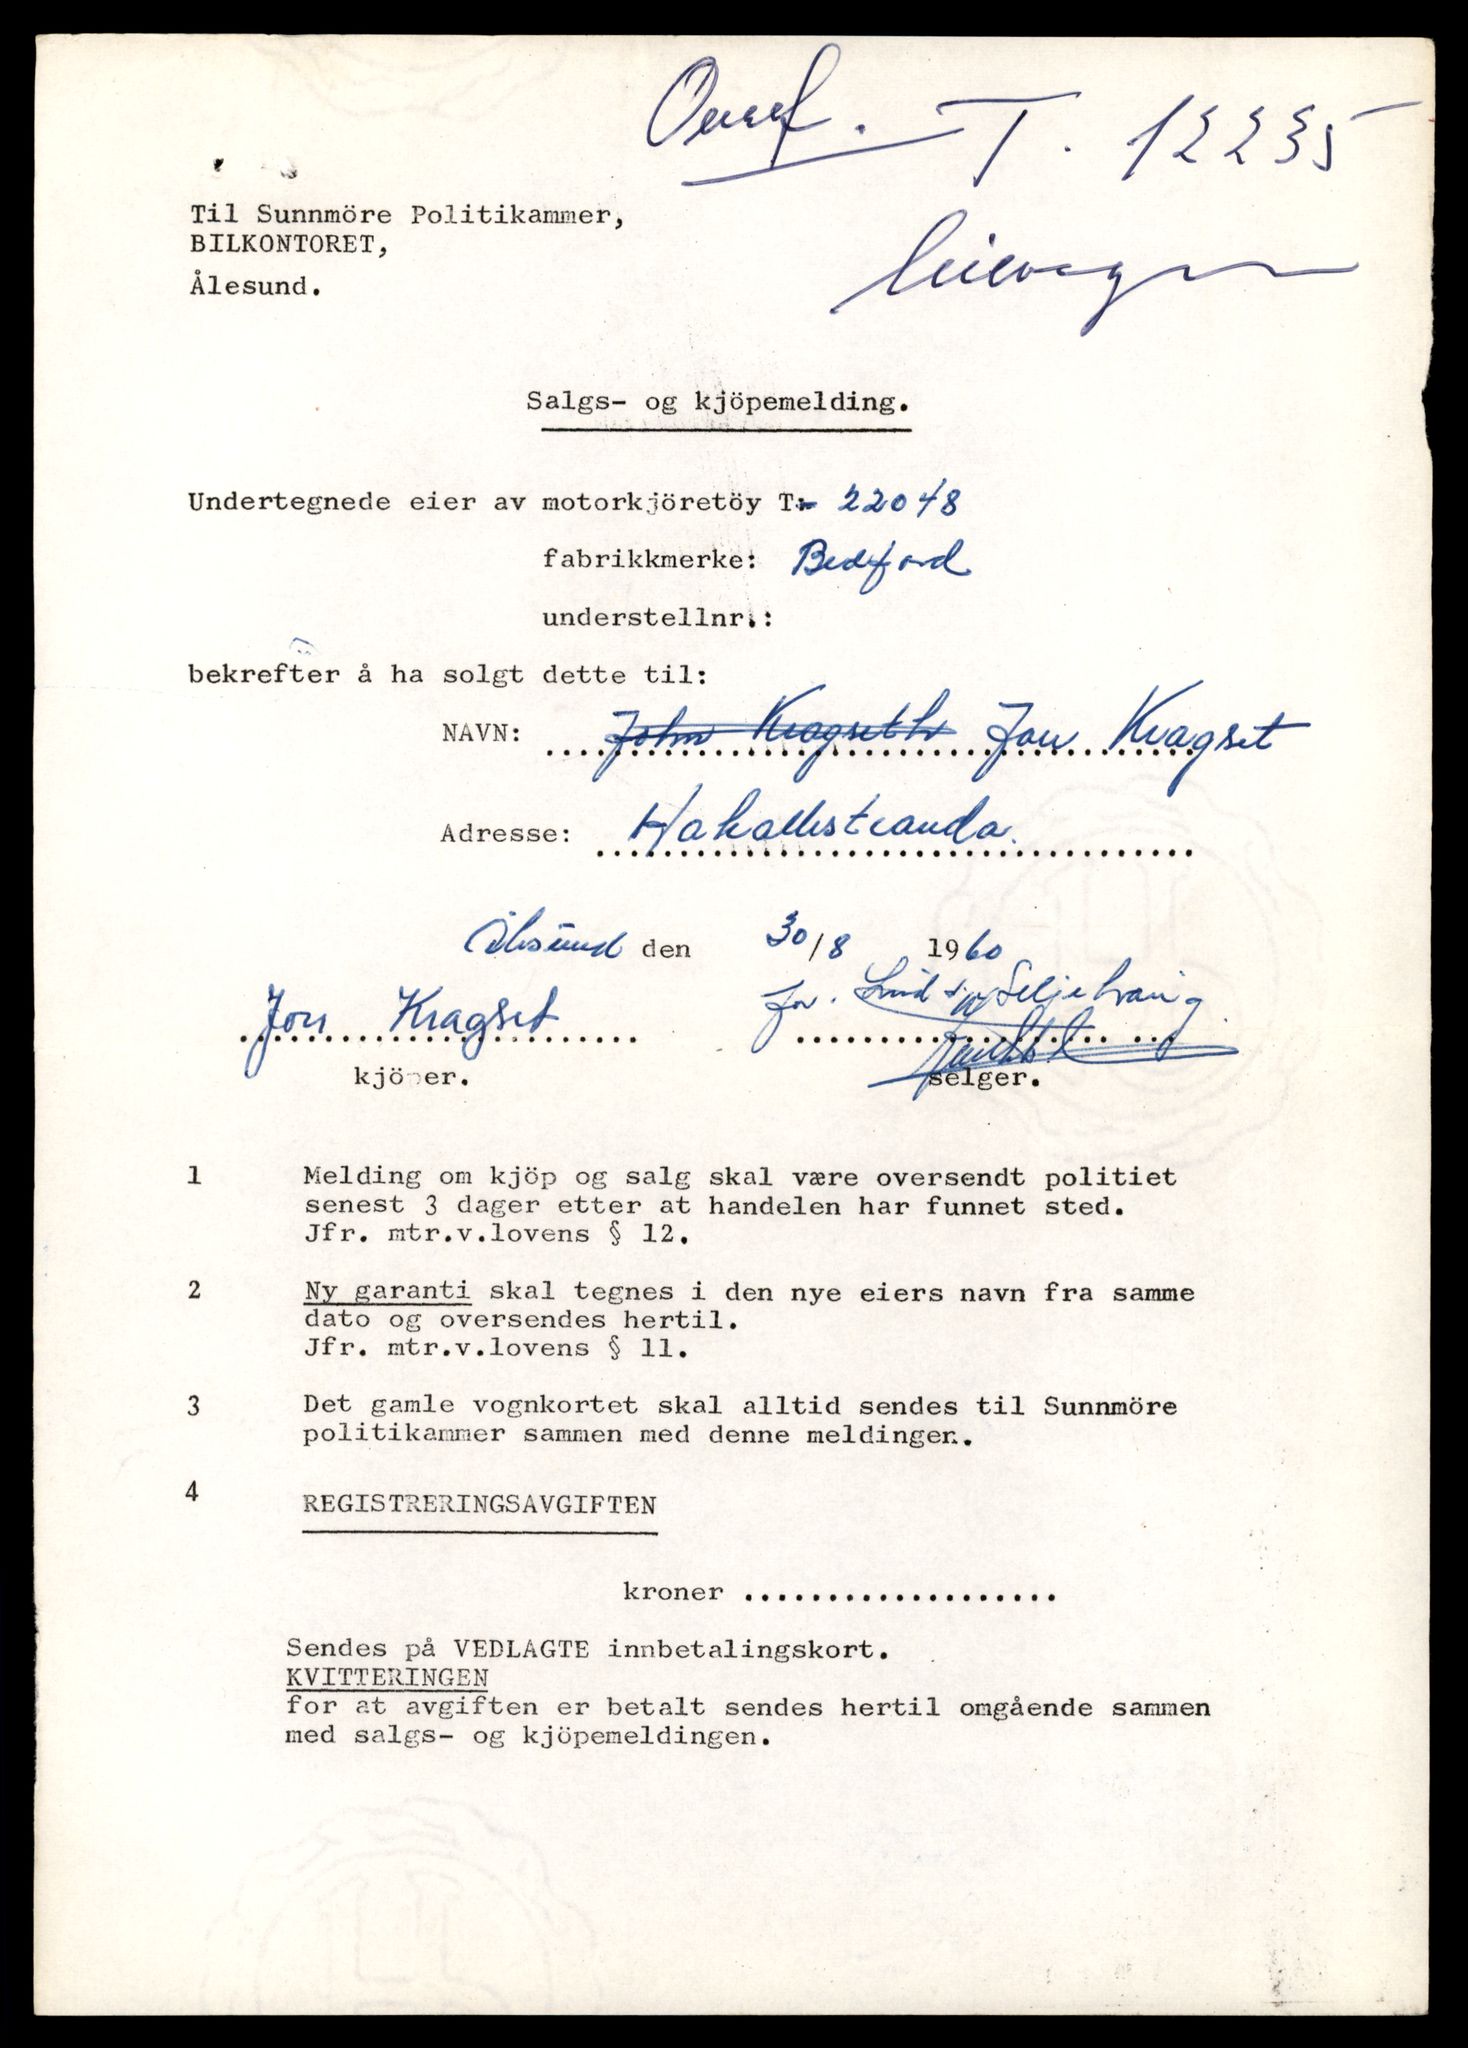 Overf. T. 12235
leievogn
Til Sunnmöre Politikammer,
BILKONTORET,
Ålesund.
Salgs- og kjöpemelding.
Undertegnede eier av motorkjöretöy T.- 22048
fabrikkmerke: Bedford
understellnr.:
bekrefter å ha solgt dette til:
NAVN: John Kragseth Jon Kragset
Adresse: Hakallestranda.
Ålesund den 30/8 1960
Jon Kragset for. Lind &
kjöper. selger.
1 Melding om kjöp og salg skal være oversendt politiet
senest 3 dager etter at handelen har funnet sted.
Jfr. mtr.v.lovens § 12.
2 Ny garanti skal tegnes i den nye eiers navn fra samme
dato og oversendes hertil.
Jfr. mtr.v.lovens § 11.
3 Det gamle vognkortet skal alltid sendes til Sunnmöre
politikammer sammen med denne meldingen.
4 REGISTRERINGSAVGIFTEN
kroner ....................
Sendes på VEDLAGTE innbetalingskort.
KVITTERINGEN
for at avgiften er betalt sendes hertil omgående sammen
med salgs- og kjöpemeldingen.